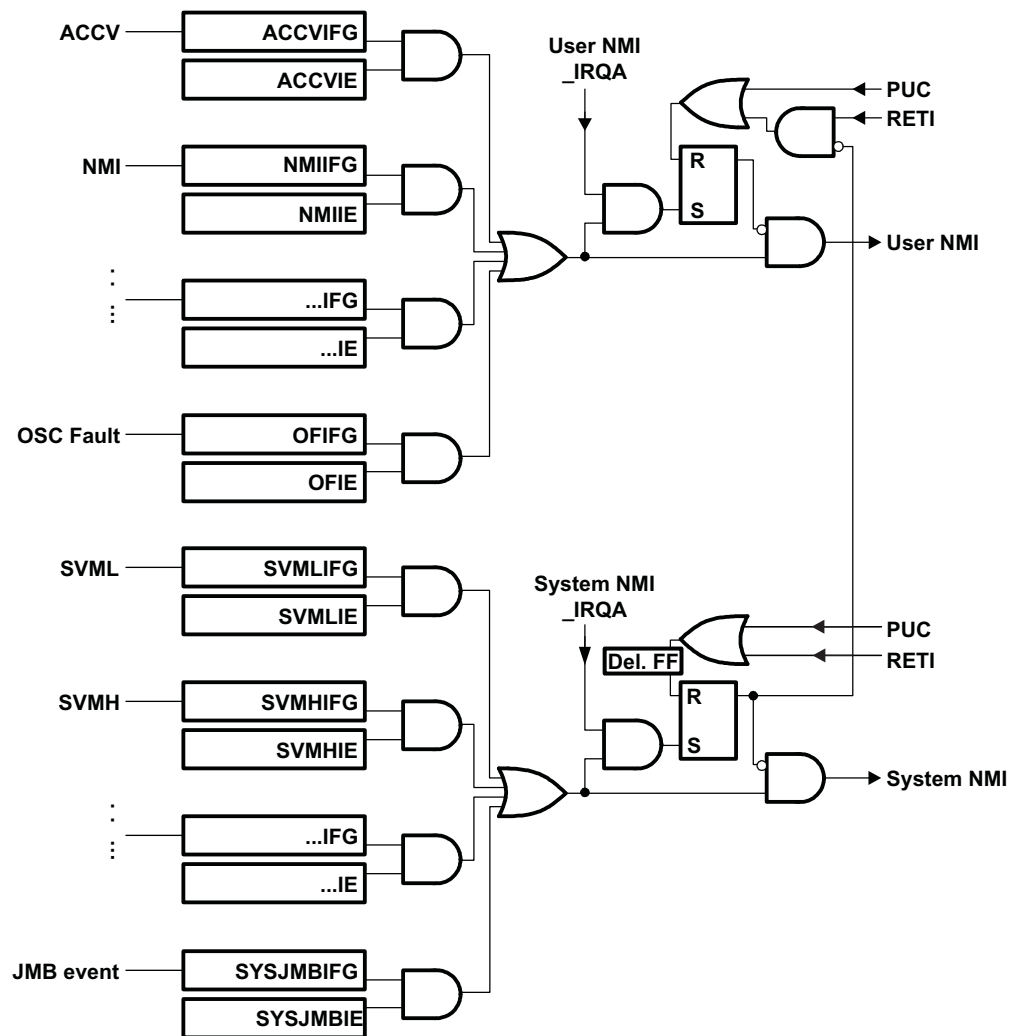 ACCV
ACCVIFG
ACCVIE
User NMI
_IRQA
PUC
RETI
NMI
NMIIFG
NMIIE
R
S
User NMI
. .
...
...IFG
...IE
OSC Fault
OFIFG
OFIE
SVML
SVMLIFG
SVMLIE
System NMI
_IRQA
PUC
RETI
Del. FF
SVMH
SVMHIFG
SVMHIE
R
S
System NMI
. .
...
...IFG
...IE
JMB event
SYSJMBIFG
SYSJMBIE